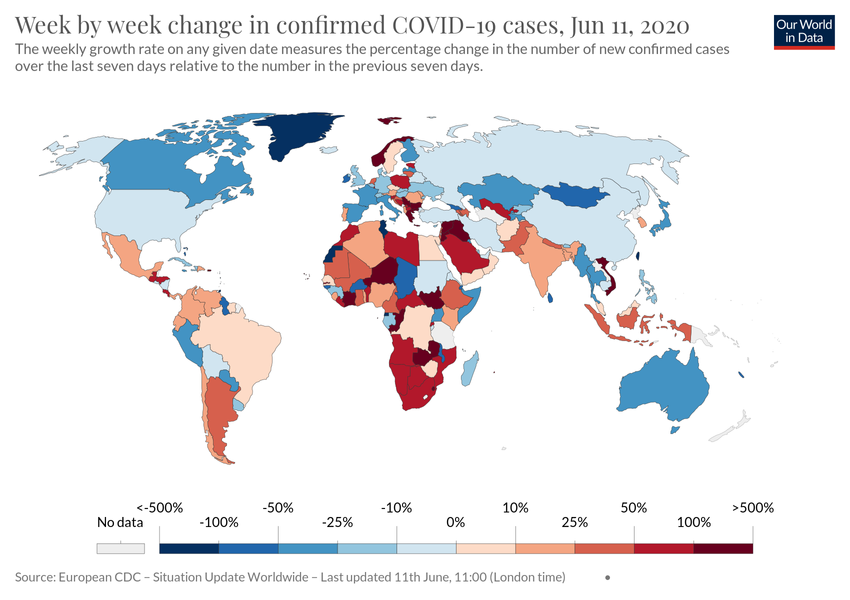 Week by week change in confirmed COVID-19 cases, Jun 11, 2020
Our World
in Data
The weekly growth rate on any given date measures the percentage change in the number of new confirmed cases
over the last seven days relative to the number in the previous seven days.
<-500% -50% -10% 10% 50% >500%
No data -100% -25% 0% 25% 100%
Source: European CDC – Situation Update Worldwide – Last updated 11th June, 11:00 (London time)